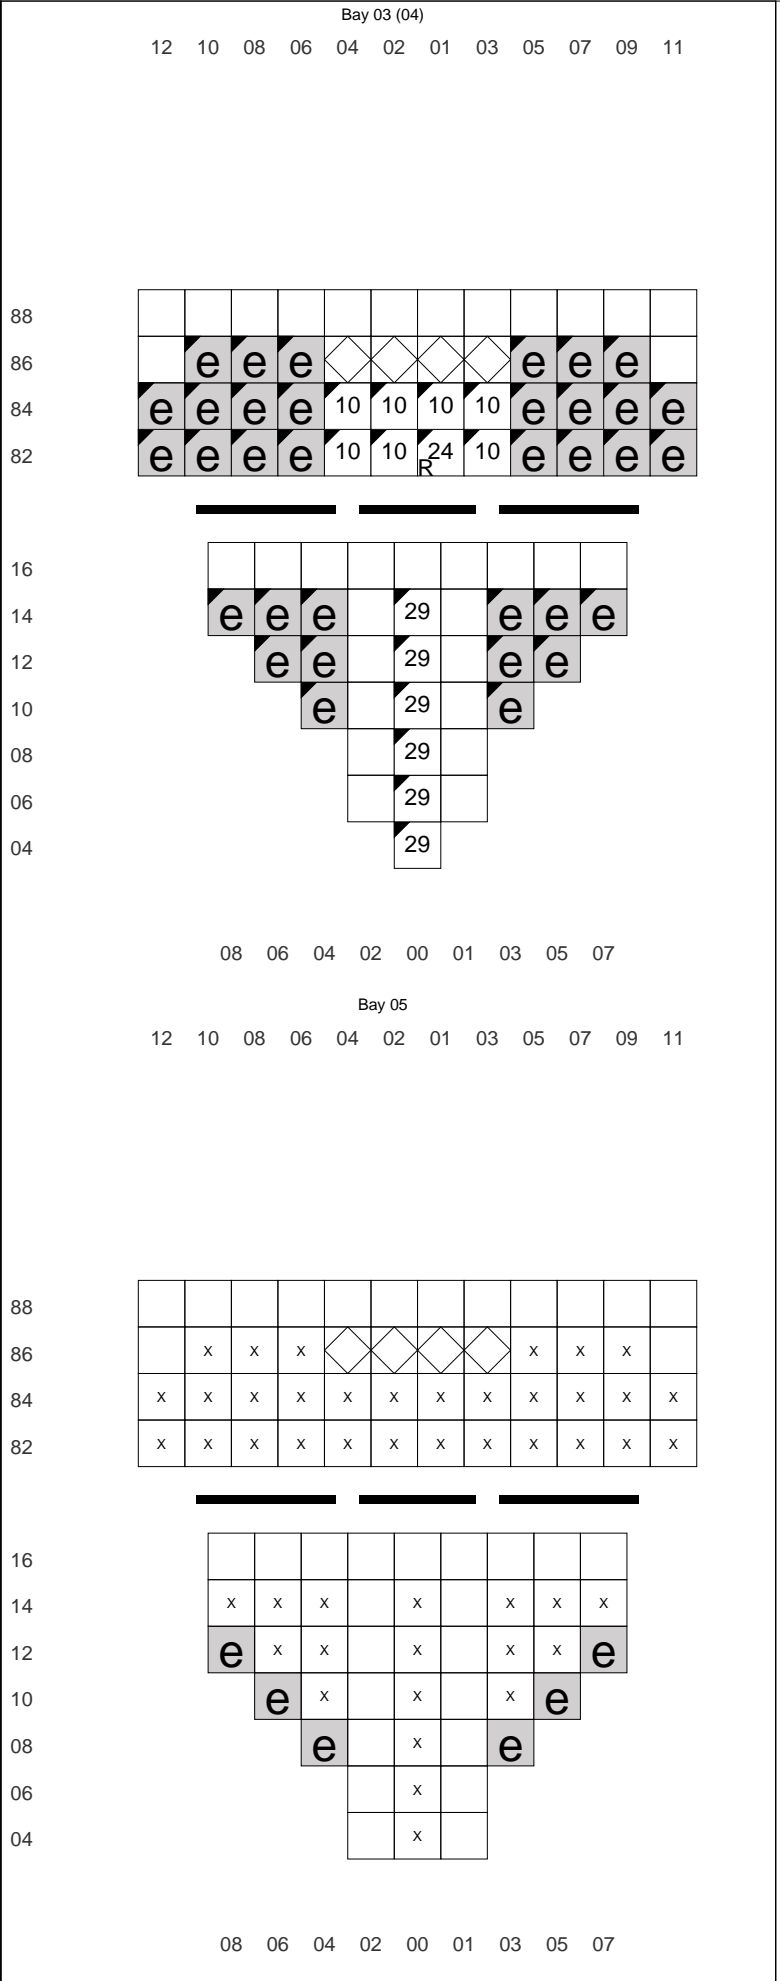 Bay 03 (04)
12 10 08 06 04 02 01 03 05 07 09 11
88
86 e e e e e e
84 e e e e 10 10 10 10 e e e e
82 e e e e 10 10 24 10 e e e e
R
16
14 e e e 29 e e e
12 e e 29 e e
10 e 29 e
08 29
06 29
04 29
08 06 04 02 00 01 03 05 07
Bay 05
12 10 08 06 04 02 01 03 05 07 09 11
88
86 x x x x x x
84 x x x x x x x x x x x x
82 x x x x x x x x x x x x
16
14 x x x x x x x
12 e x x x x x e
10 e x x x e
08 e x e
06 x
04 x
08 06 04 02 00 01 03 05 07